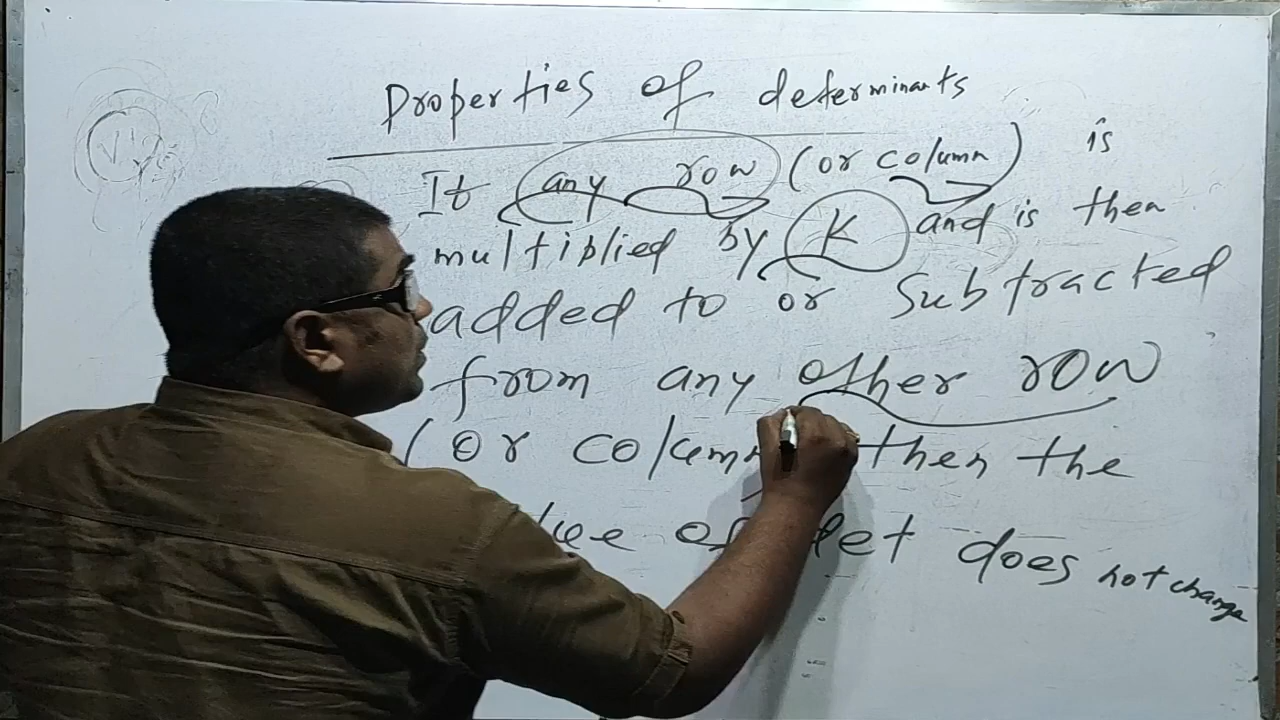 Properties of determinants
If any row (or column) is
multiplied by K and is then
added to or subtracted
from any other row
(or column then the
of det does not change